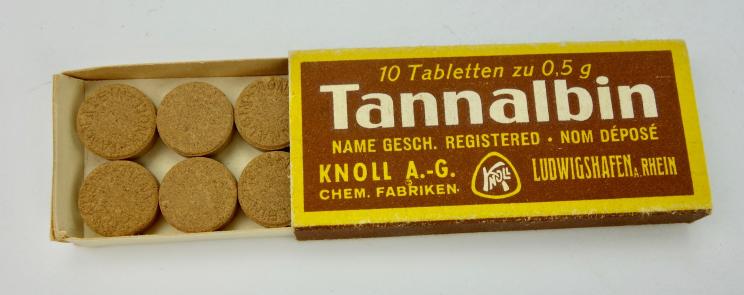 10 Tabletten zu 0,5 g
Tannalbin
NAME GESCH. REGISTERED • NOM DÉPOSÉ
KNOLL A.-G.
CHEM. FABRIKEN.
KNOLL
LUDWIGSHAFEN A. RHEIN